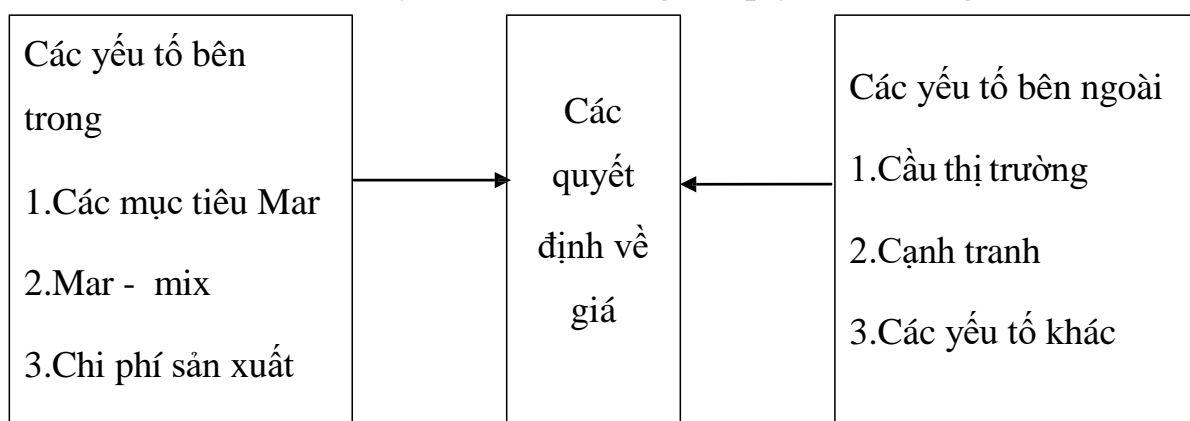 Các yếu tố bên
trong
1.Các mục tiêu Mar
2.Mar - mix
3.Chi phí sản xuất
Các
quyết
định về
giá
Các yếu tố bên ngoài
1.Cầu thị trường
2.Cạnh tranh
3.Các yếu tố khác